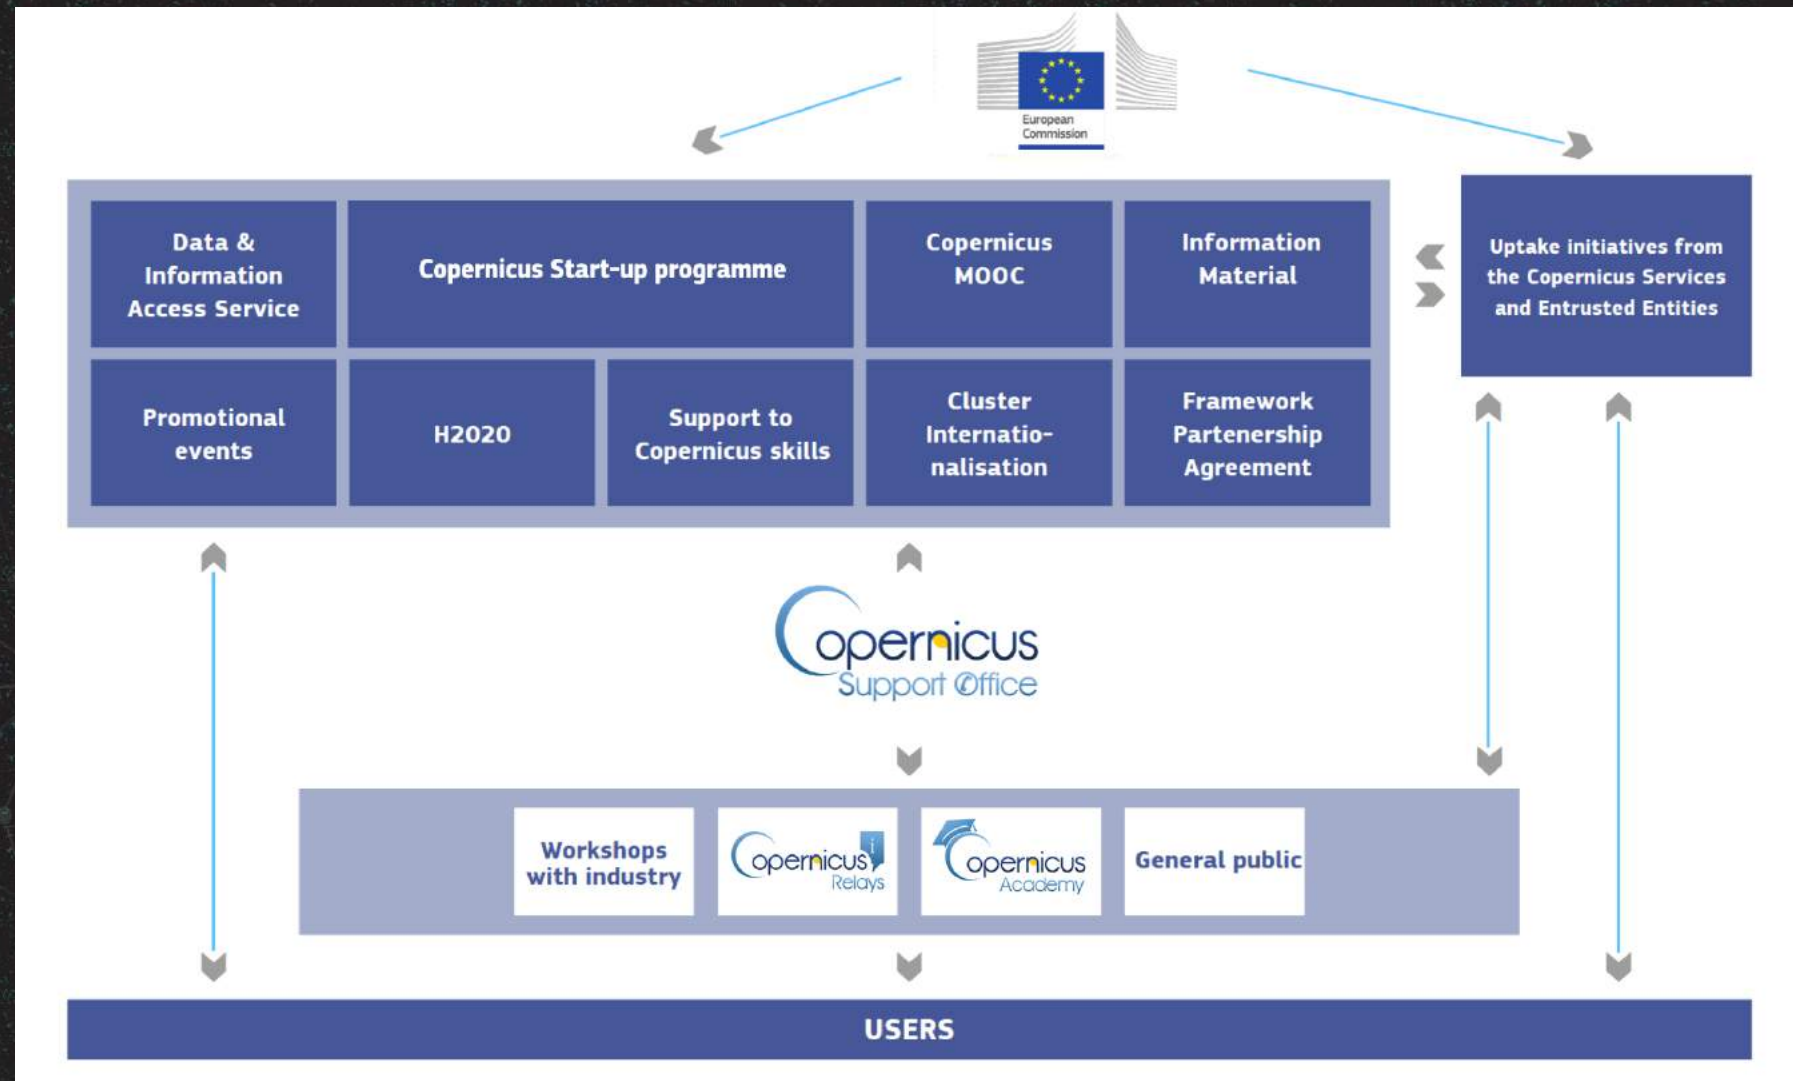 European
Commission
Data &
Information
Access Service
Copernicus Start-up programme
Copernicus
MOOC
Information
Material
Uptake initiatives from
the Copernicus Services
and Entrusted Entities
Promotional
events
H2020
Support to
Copernicus skills
Cluster
Internatio-
nalisation
Framework
Partenership
Agreement
Copernicus
Support Office
Workshops
with industry
Copernicus
Relays
Copernicus
Academy
General public
USERS